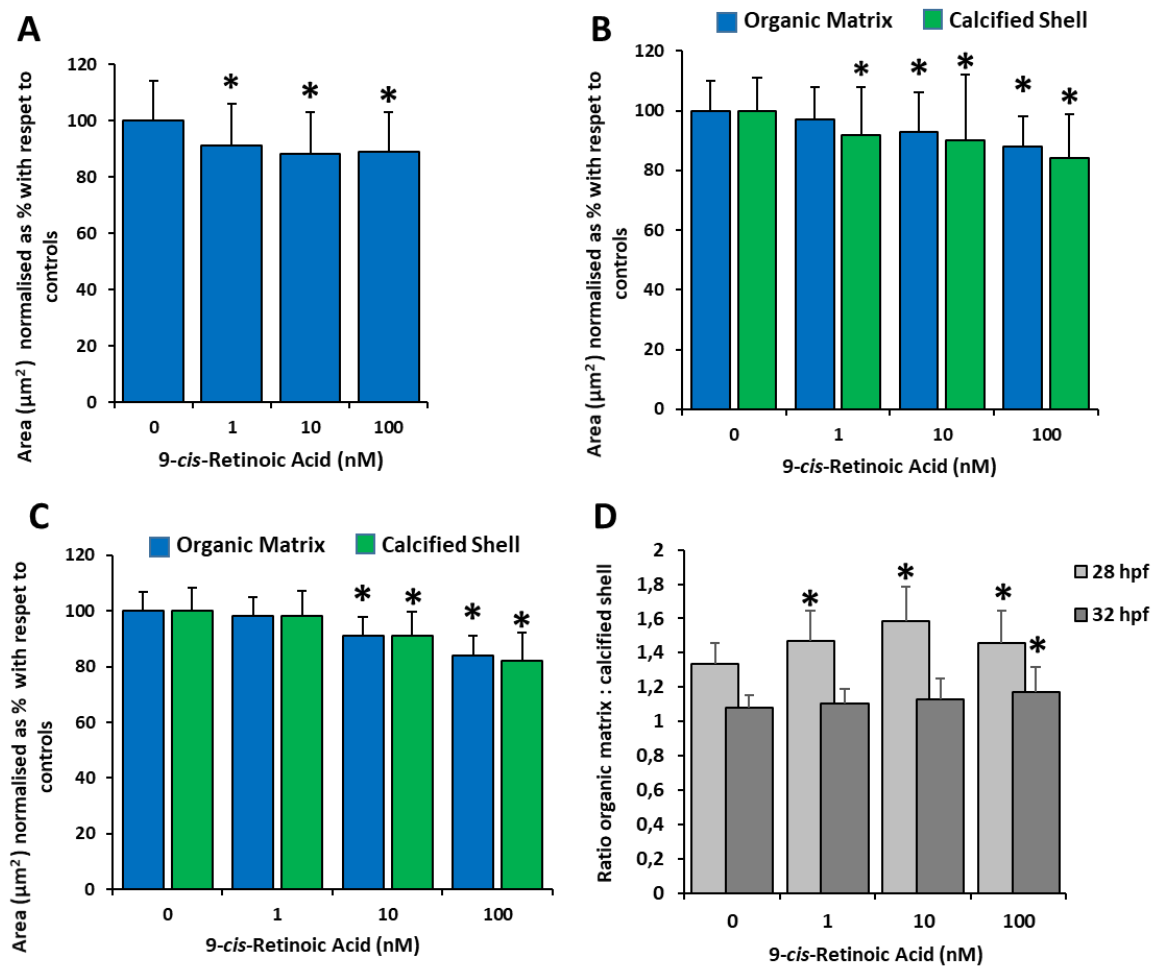 A
120
100
80
60
40
20
0
Area (µm²) normalised as % with respet to
controls
* * *
0 1 10 100
9-cis-Retinoic Acid (nM)
B
Organic Matrix Calcified Shell
120
100
80
60
40
20
0
Area (µm²) normalised as % with respet to
controls
* * * * *
0 1 10 100
9-cis-Retinoic Acid (nM)
C
Organic Matrix Calcified Shell
120
100
80
60
40
20
0
Area (µm²) normalised as % with respet to
controls
* * * *
0 1 10 100
9-cis-Retinoic Acid (nM)
D
2
1,8
1,6
1,4
1,2
1
0,8
0,6
0,4
0,2
0
Ratio organic matrix : calcified shell
* * * *
28 hpf
32 hpf
0 1 10 100
9-cis-Retinoic Acid (nM)